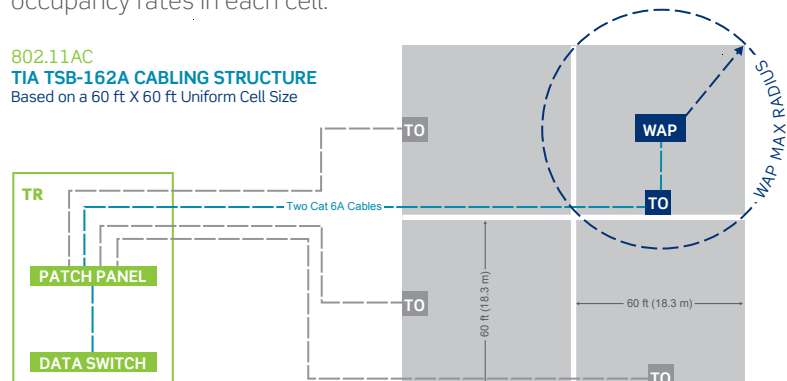 occupancy rates in each cell.
802.11AC
TIA TSB-162A CABLING STRUCTURE
Based on a 60 ft X 60 ft Uniform Cell Size
TO
WAP
WAP MAX RADIUS
TR
Two Cat 6A Cables
TO
PATCH PANEL
TO
60 ft (18.3 m)
60 ft (18.3 m)
DATA SWITCH
TO